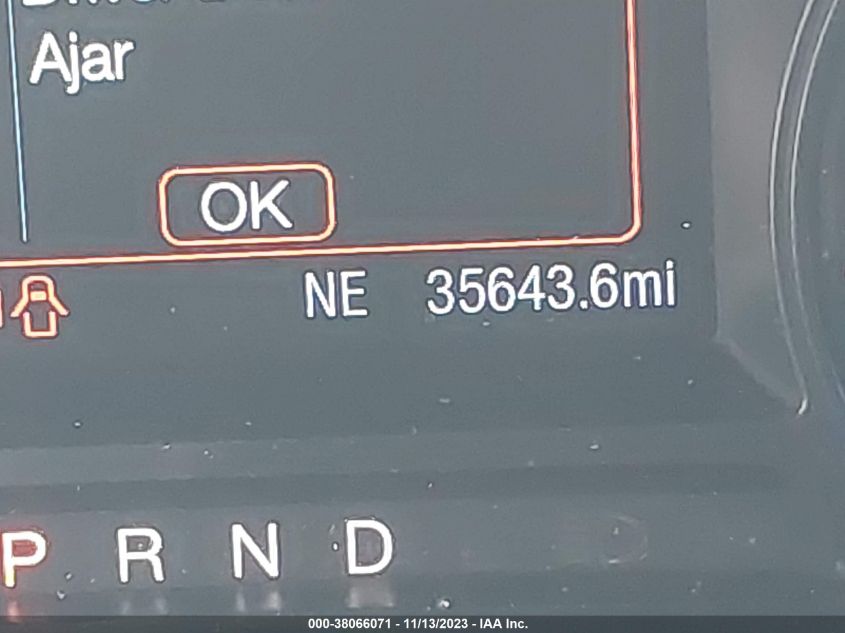 Ajar
OK
NE 35643.6mi
P R N D
000-38066071 - 11/13/2023 - IAA Inc.